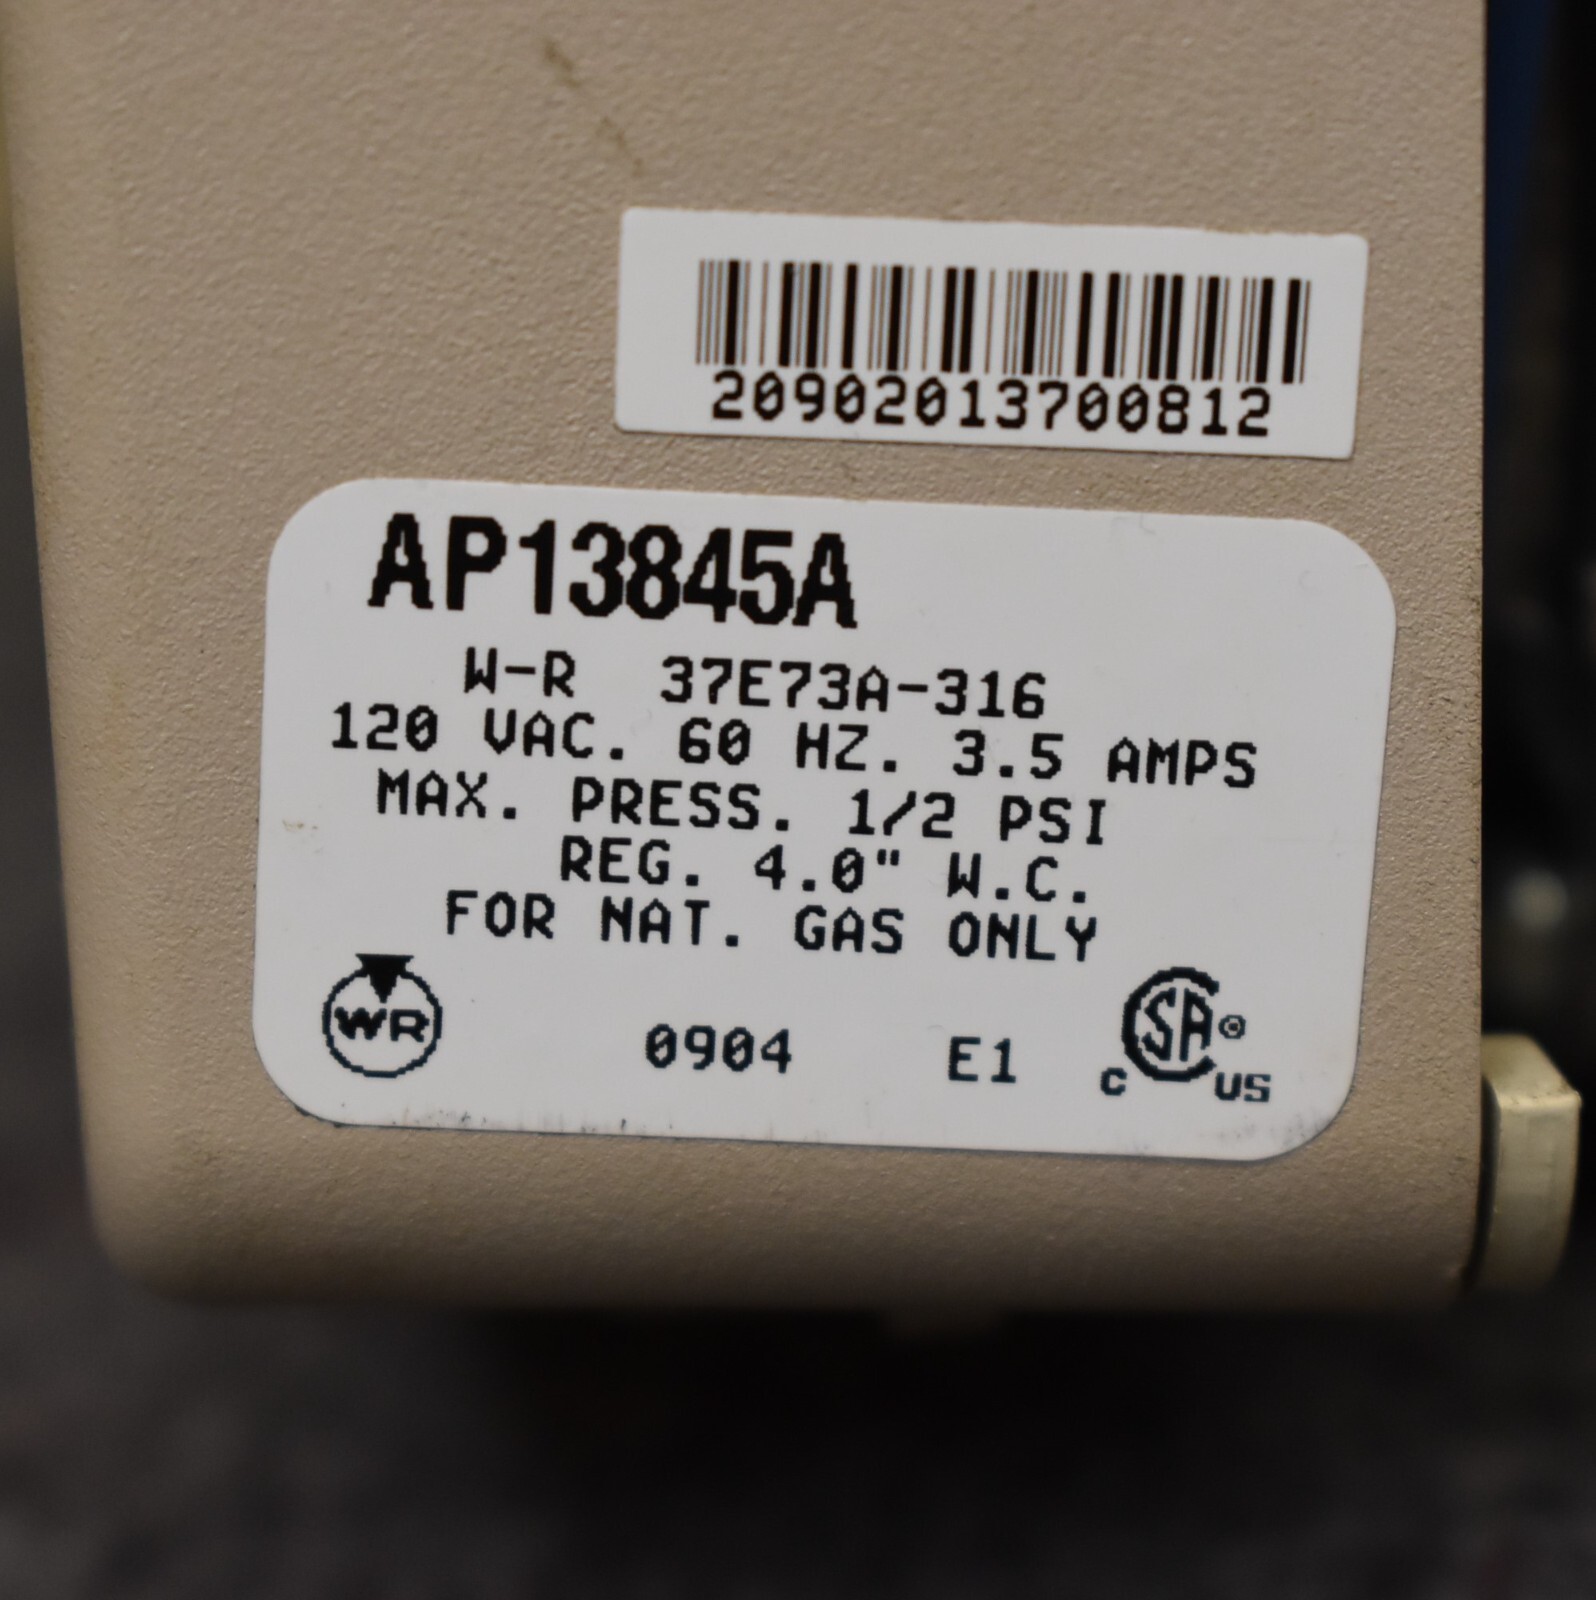 20902013700812
AP13845A
W-R 37E73A-316
120 VAC. 60 HZ. 3.5 AMPS
MAX. PRESS. 1/2 PSI
REG. 4.0" W.C.
FOR NAT. GAS ONLY
WR 0904 E1 CSA®
C US